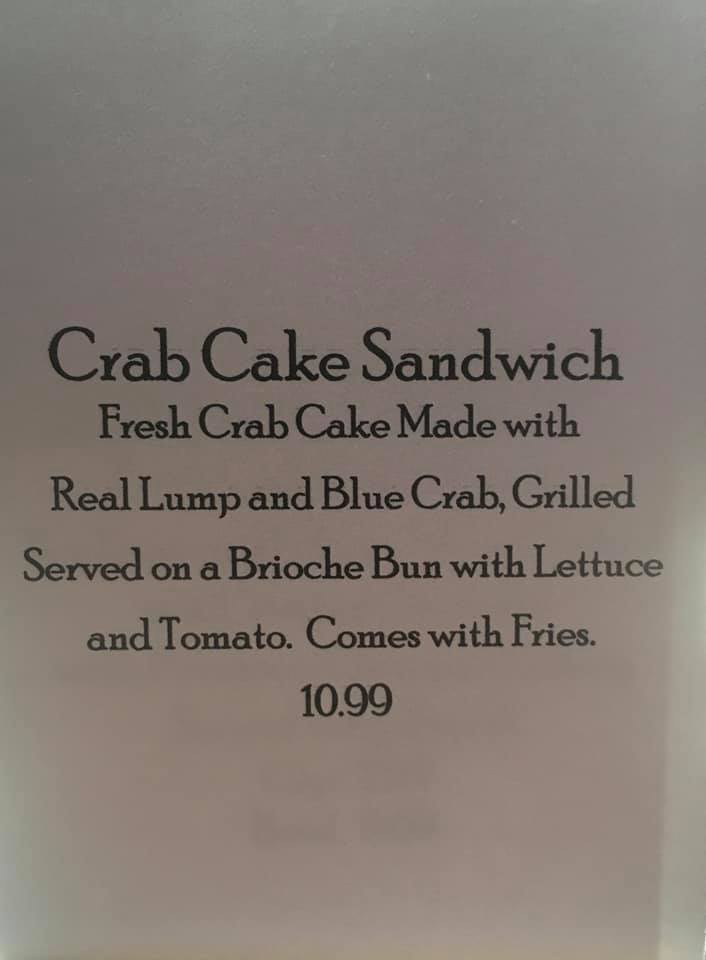 Crab Cake Sandwich
Fresh Crab Cake Made with
Real Lump and Blue Crab, Grilled
Served on a Brioche Bun with Lettuce
and Tomato. Comes with Fries.
10.99